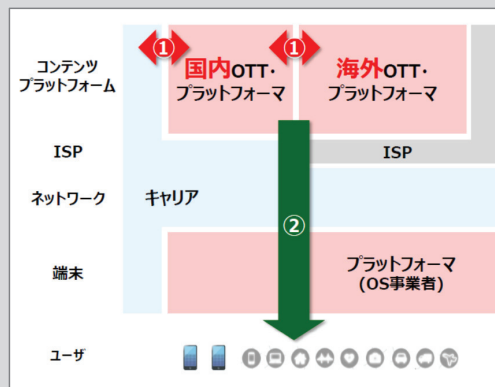 コンテンツ
プラットフォーム
①
国内OTT・
プラットフォーマ
①
海外OTT・
プラットフォーマ
ISP
ISP
ネットワーク
キャリア
②
端末
プラットフォーマ
(OS事業者)
ユーザ